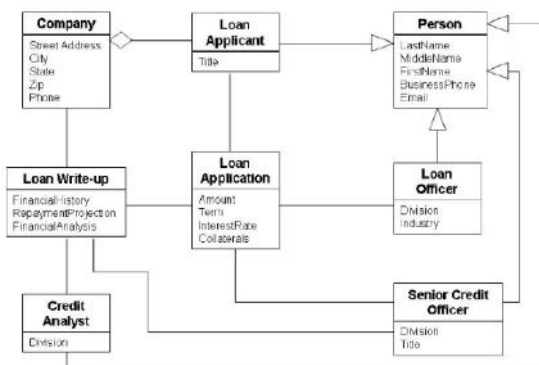 Company
Street Address
City
State
Zip
Phone
Loan
Applicant
Title
Person
LastName
MiddleName
FirstName
BusinessPhone
Email
Loan Write-up
FinancialHistory
RepaymentProjection
FinancialAnalysis
Loan
Application
Amount
Term
InterestRate
Collaterals
Loan
Officer
Division
Industry
Credit
Analyst
Division
Senior Credit
Officer
Division
Title